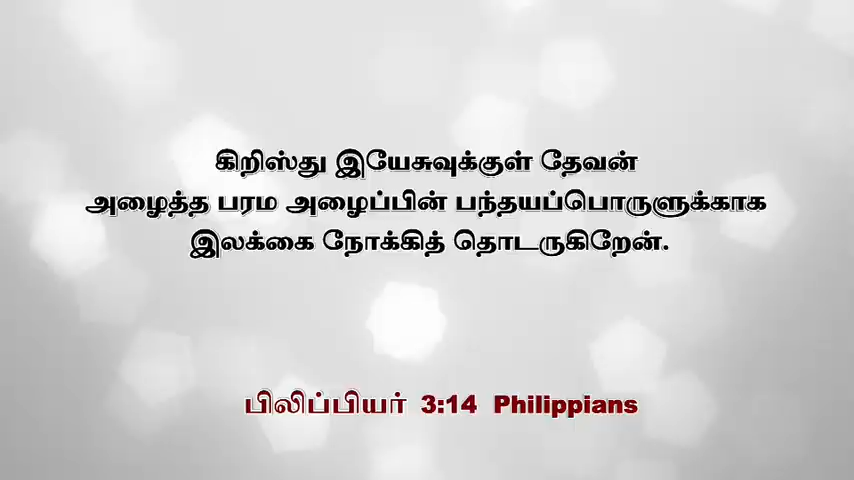 கிறிஸ்து இயேசுவுக்குள் தேவன்
அழைத்த பரம அழைப்பின் பந்தயப்பொருளுக்காக
இலக்கை நோக்கித் தொடருகிறேன்.
பிலிப்பியர் 3:14 Philippians